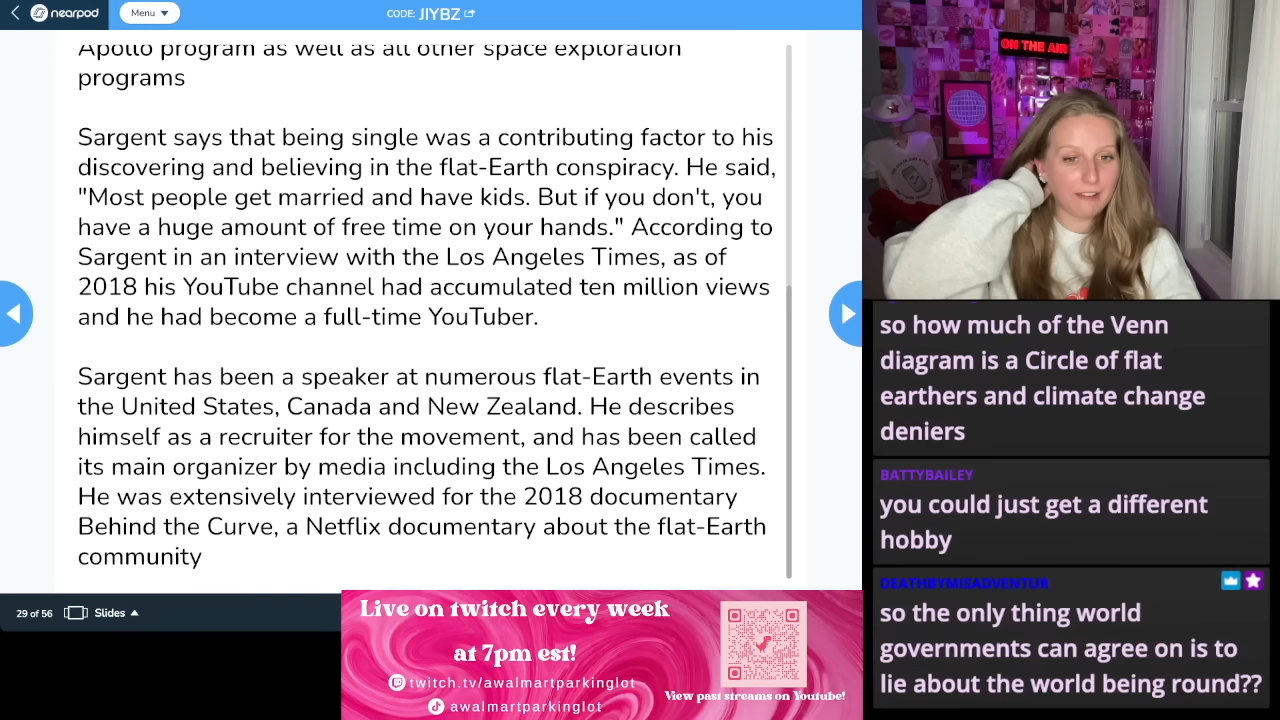 nearpod
Menu
CODE: JIYBZ
Apollo program as well as all other space exploration
programs
Sargent says that being single was a contributing factor to his
discovering and believing in the flat-Earth conspiracy. He said,
"Most people get married and have kids. But if you don't, you
have a huge amount of free time on your hands." According to
Sargent in an interview with the Los Angeles Times, as of
2018 his YouTube channel had accumulated ten million views
and he had become a full-time YouTuber.
Sargent has been a speaker at numerous flat-Earth events in
the United States, Canada and New Zealand. He describes
himself as a recruiter for the movement, and has been called
its main organizer by media including the Los Angeles Times.
He was extensively interviewed for the 2018 documentary
Behind the Curve, a Netflix documentary about the flat-Earth
community
29 of 56
Slides
Live on twitch every week
at 7pm est!
twitch.tv/awalmartparkinglot
awalmartparkinglot
View past streams on Youtube!
ON THE AIR
so how much of the Venn
diagram is a Circle of flat
earthers and climate change
deniers
BATTYBAILEY
you could just get a different
hobby
DEATHBYMISADVENTUR
so the only thing world
governments can agree on is to
lie about the world being round??